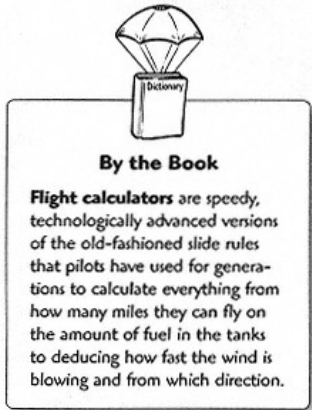 Dictionary
By the Book
Flight calculators are speedy,
technologically advanced versions
of the old-fashioned slide rules
that pilots have used for genera-
tions to calculate everything from
how many miles they can fly on
the amount of fuel in the tanks
to deducing how fast the wind is
blowing and from which direction.